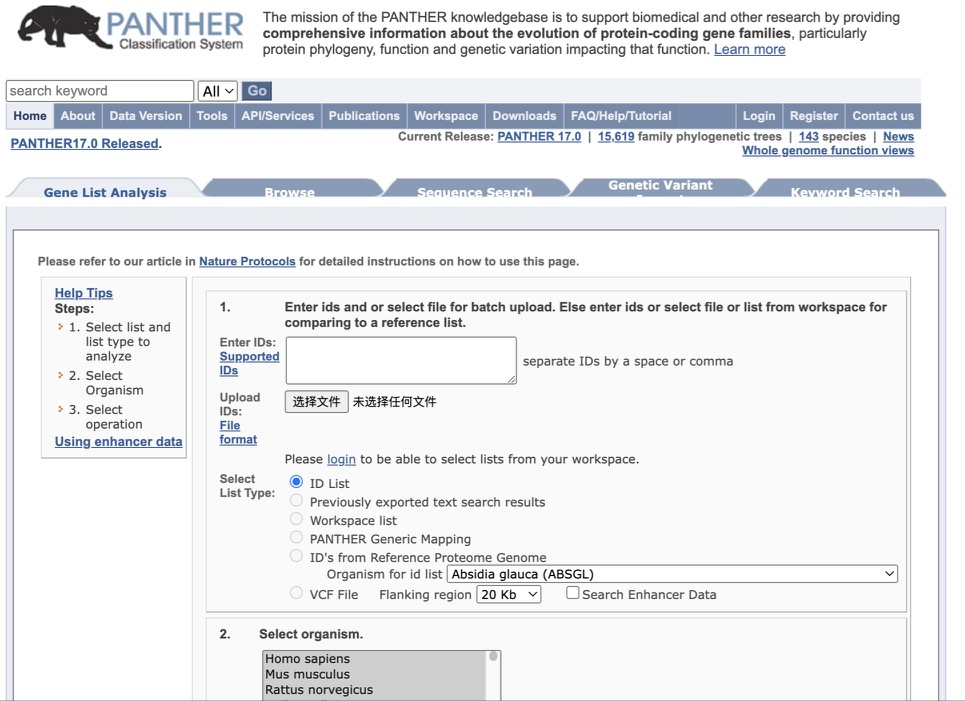 PANTHER
Classification System
The mission of the PANTHER knowledgebase is to support biomedical and other research by providing
comprehensive information about the evolution of protein-coding gene families, particularly
protein phylogeny, function and genetic variation impacting that function. Learn more
search keyword All Go
Home About Data Version Tools API/Services Publications Workspace Downloads FAQ/Help/Tutorial Login Register Contact us
PANTHER17.0 Released.
Current Release: PANTHER 17.0 | 15,619 family phylogenetic trees | 143 species | News
Whole genome function views
Gene List Analysis Browse Sequence Search Genetic Variant Keyword Search
Please refer to our article in Nature Protocols for detailed instructions on how to use this page.
Help Tips
Steps:
1. Select list and
list type to
analyze
2. Select
Organism
3. Select
operation
Using enhancer data
1. Enter ids and or select file for batch upload. Else enter ids or select file or list from workspace for
comparing to a reference list.
Enter IDs:
Supported
IDs
separate IDs by a space or comma
Upload
IDs:
File
format
选择文件 未选择任何文件
Please login to be able to select lists from your workspace.
Select
List Type:
ID List
Previously exported text search results
Workspace list
PANTHER Generic Mapping
ID's from Reference Proteome Genome
Organism for id list Absidia glauca (ABSGL)
VCF File Flanking region 20 Kb Search Enhancer Data
2. Select organism.
Homo sapiens
Mus musculus
Rattus norvegicus